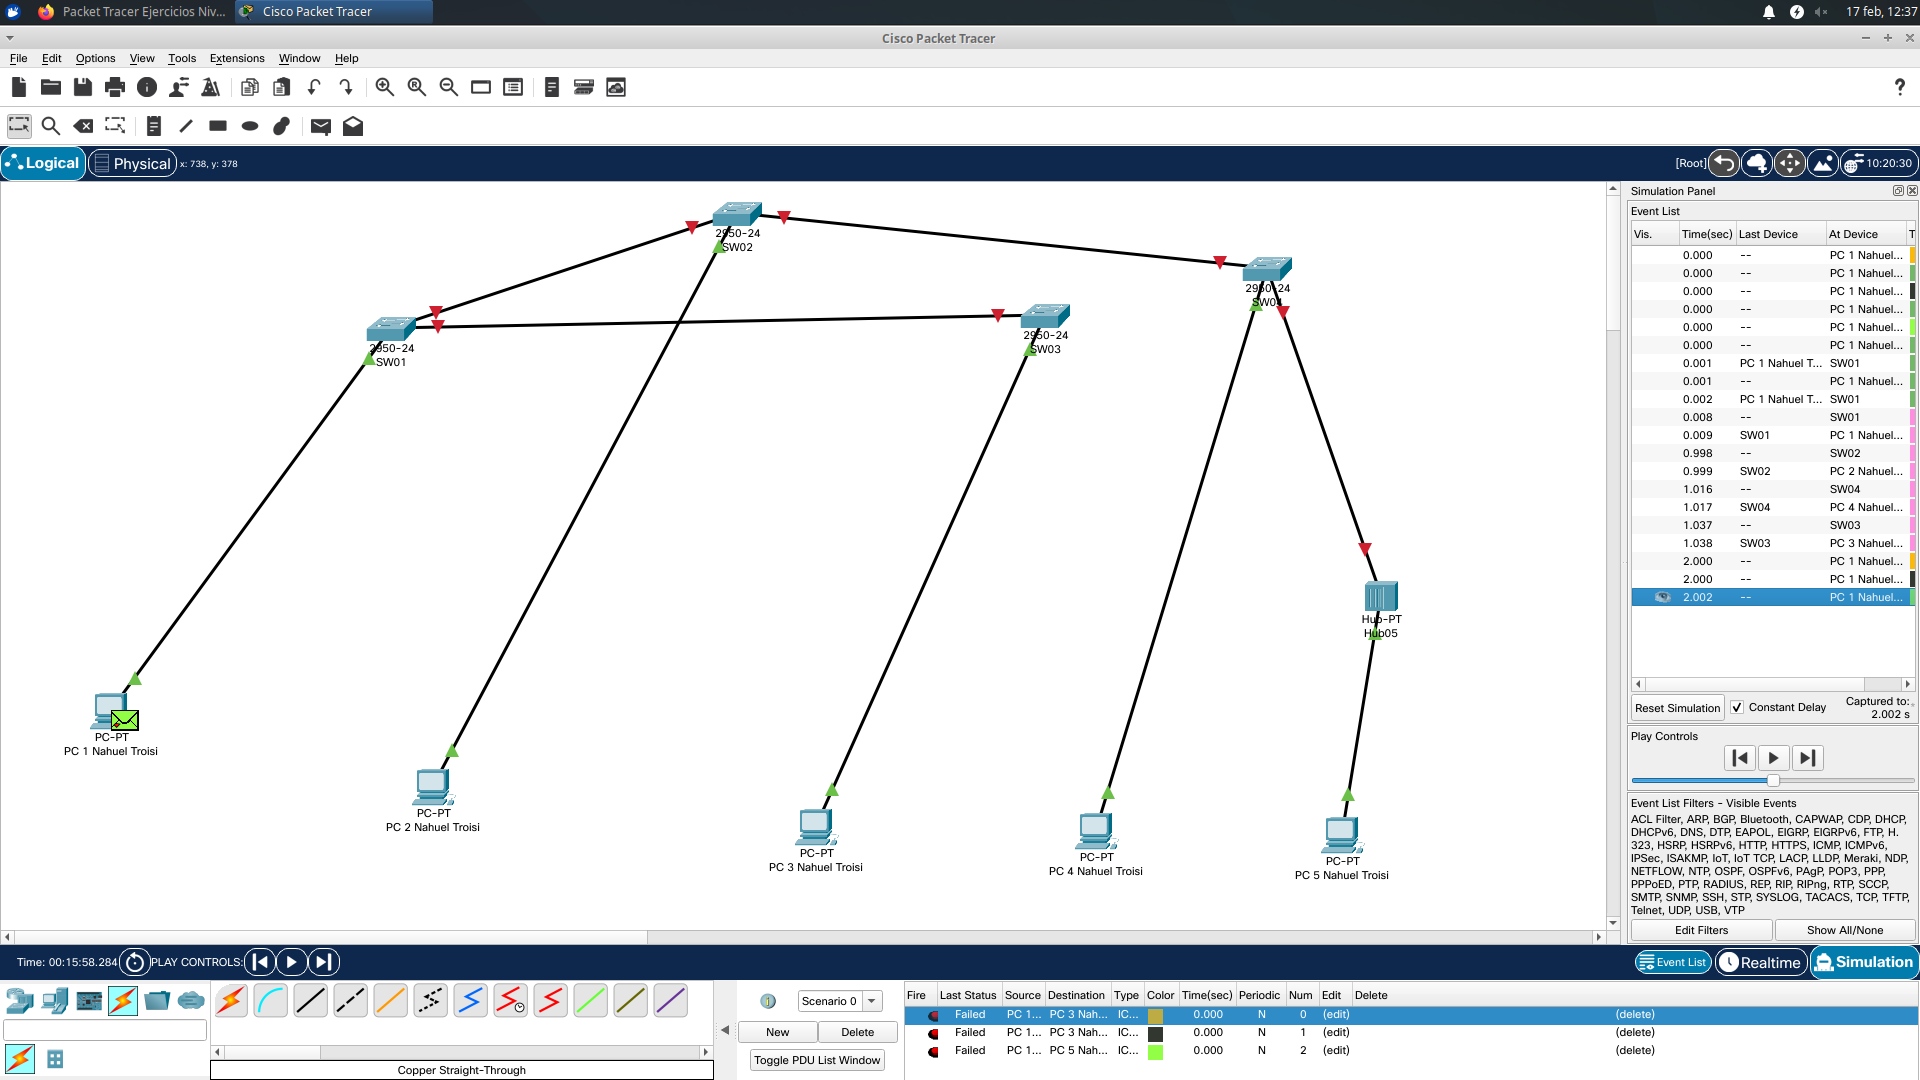 Packet Tracer Ejercicios Niv...
Cisco Packet Tracer
17 feb, 12:37
Cisco Packet Tracer
File Edit Options View Tools Extensions Window Help
Logical
Physical
x: 738, y: 378
[Root]
10:20:30
2950-24
SW02
2950-24
SW04
2950-24
SW03
2950-24
SW01
Hub-PT
Hub05
PC-PT
PC 1 Nahuel Troisi
PC-PT
PC 2 Nahuel Troisi
PC-PT
PC 3 Nahuel Troisi
PC-PT
PC 4 Nahuel Troisi
PC-PT
PC 5 Nahuel Troisi
Simulation Panel
Event List
Vis. Time(sec) Last Device At Device T
0.000 -- PC 1 Nahuel...
0.000 -- PC 1 Nahuel...
0.000 -- PC 1 Nahuel...
0.000 -- PC 1 Nahuel...
0.000 -- PC 1 Nahuel...
0.000 -- PC 1 Nahuel...
0.001 PC 1 Nahuel T... SW01
0.001 -- PC 1 Nahuel...
0.002 PC 1 Nahuel T... SW01
0.008 -- SW01
0.009 SW01 PC 1 Nahuel...
0.998 -- SW02
0.999 SW02 PC 2 Nahuel...
1.016 -- SW04
1.017 SW04 PC 4 Nahuel...
1.037 -- SW03
1.038 SW03 PC 3 Nahuel...
2.000 -- PC 1 Nahuel...
2.000 -- PC 1 Nahuel...
2.002 -- PC 1 Nahuel...
Reset Simulation
Constant Delay
Captured to:
2.002 s
Play Controls
Event List Filters - Visible Events
ACL Filter, ARP, BGP, Bluetooth, CAPWAP, CDP, DHCP,
DHCPv6, DNS, DTP, EAPOL, EIGRP, EIGRPv6, FTP, H.
323, HSRP, HSRPv6, HTTP, HTTPS, ICMP, ICMPv6,
IPSec, ISAKMP, IoT, IoT TCP, LACP, LLDP, Meraki, NDP,
NETFLOW, NTP, OSPF, OSPFv6, PAgP, POP3, PPP,
PPPoED, PTP, RADIUS, REP, RIP, RIPng, RTP, SCCP,
SMTP, SNMP, SSH, STP, SYSLOG, TACACS, TCP, TFTP,
Telnet, UDP, USB, VTP
Edit Filters
Show All/None
Time: 00:15:58.284
PLAY CONTROLS:
Event List
Realtime
Simulation
Copper Straight-Through
Scenario 0
New
Delete
Toggle PDU List Window
Fire Last Status Source Destination Type Color Time(sec) Periodic Num Edit Delete
Failed PC 1... PC 3 Nah... IC... 0.000 N 0 (edit) (delete)
Failed PC 1... PC 3 Nah... IC... 0.000 N 1 (edit) (delete)
Failed PC 1... PC 5 Nah... IC... 0.000 N 2 (edit) (delete)